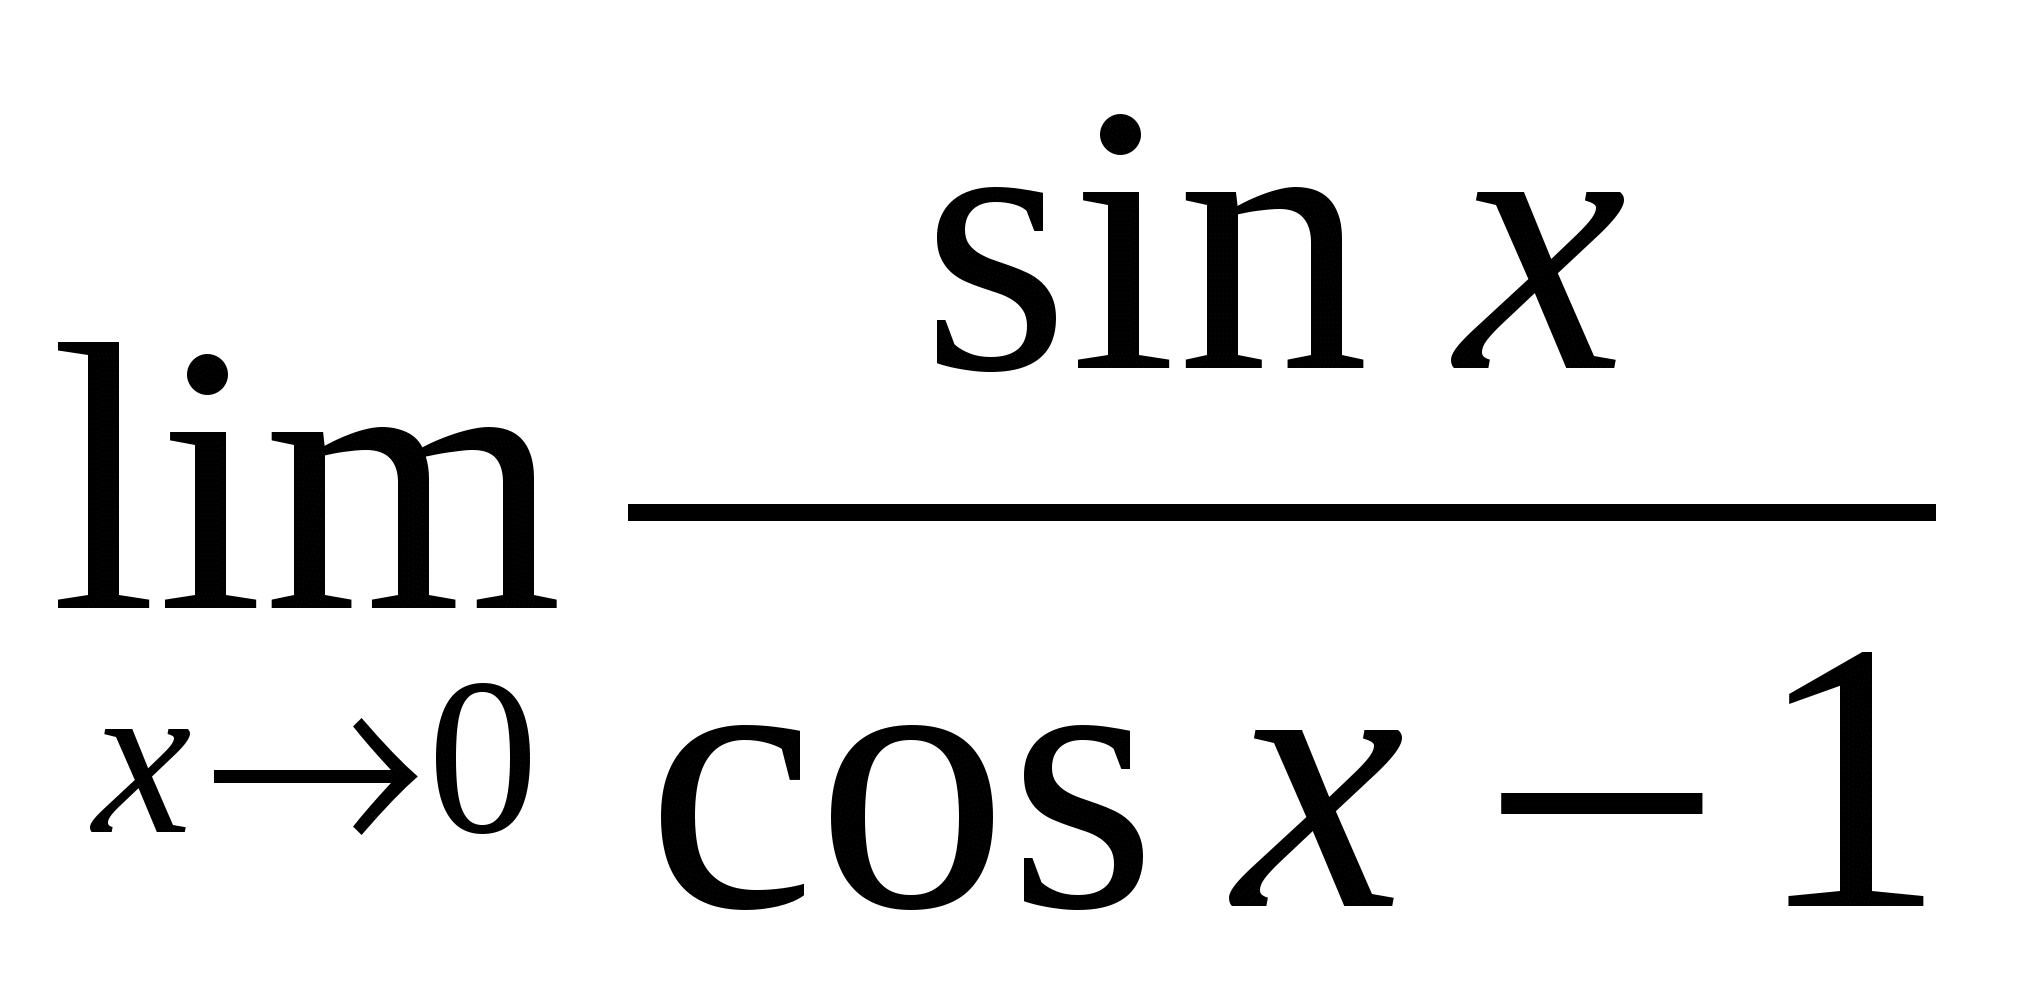 lim sin x / cos x − 1
x→0